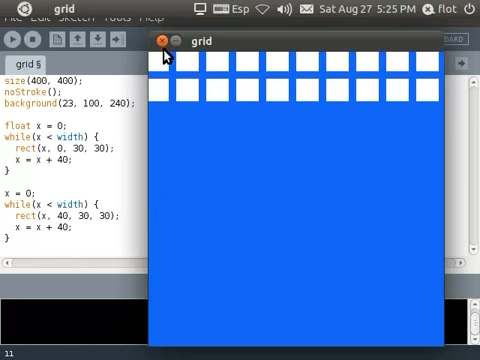 grid
Esp
Sat Aug 27 5:25 PM
flot
File Edit Sketch Tools Help
grid
grid §
size(400, 400);
noStroke();
background(23, 100, 240);
float x = 0;
while(x < width) {
rect(x, 0, 30, 30);
x = x + 40;
}
x = 0;
while(x < width) {
rect(x, 40, 30, 30);
x = x + 40;
}
11